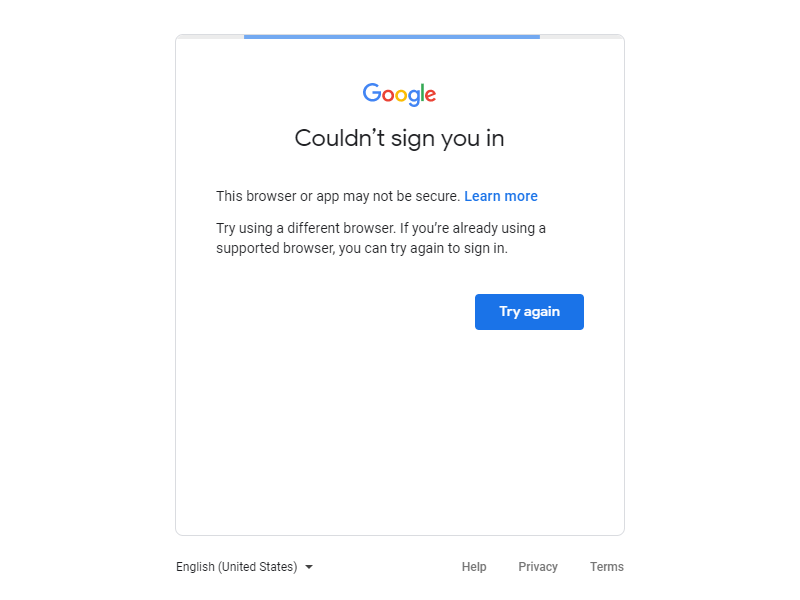 Google
Couldn’t sign you in
This browser or app may not be secure. Learn more
Try using a different browser. If you’re already using a
supported browser, you can try again to sign in.
Try again
English (United States)
Help
Privacy
Terms